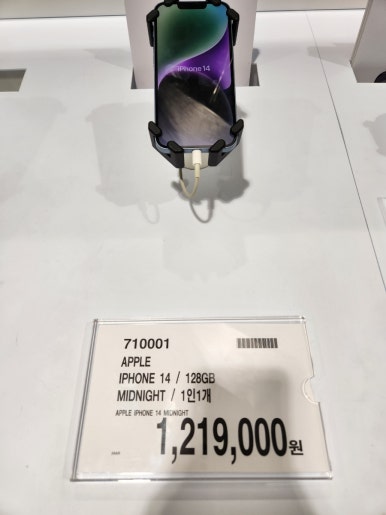 iPhone 14
710001
APPLE
IPHONE 14 / 128GB
MIDNIGHT / 1인1개
APPLE IPHONE 14 MIDNIGHT
1,219,000원